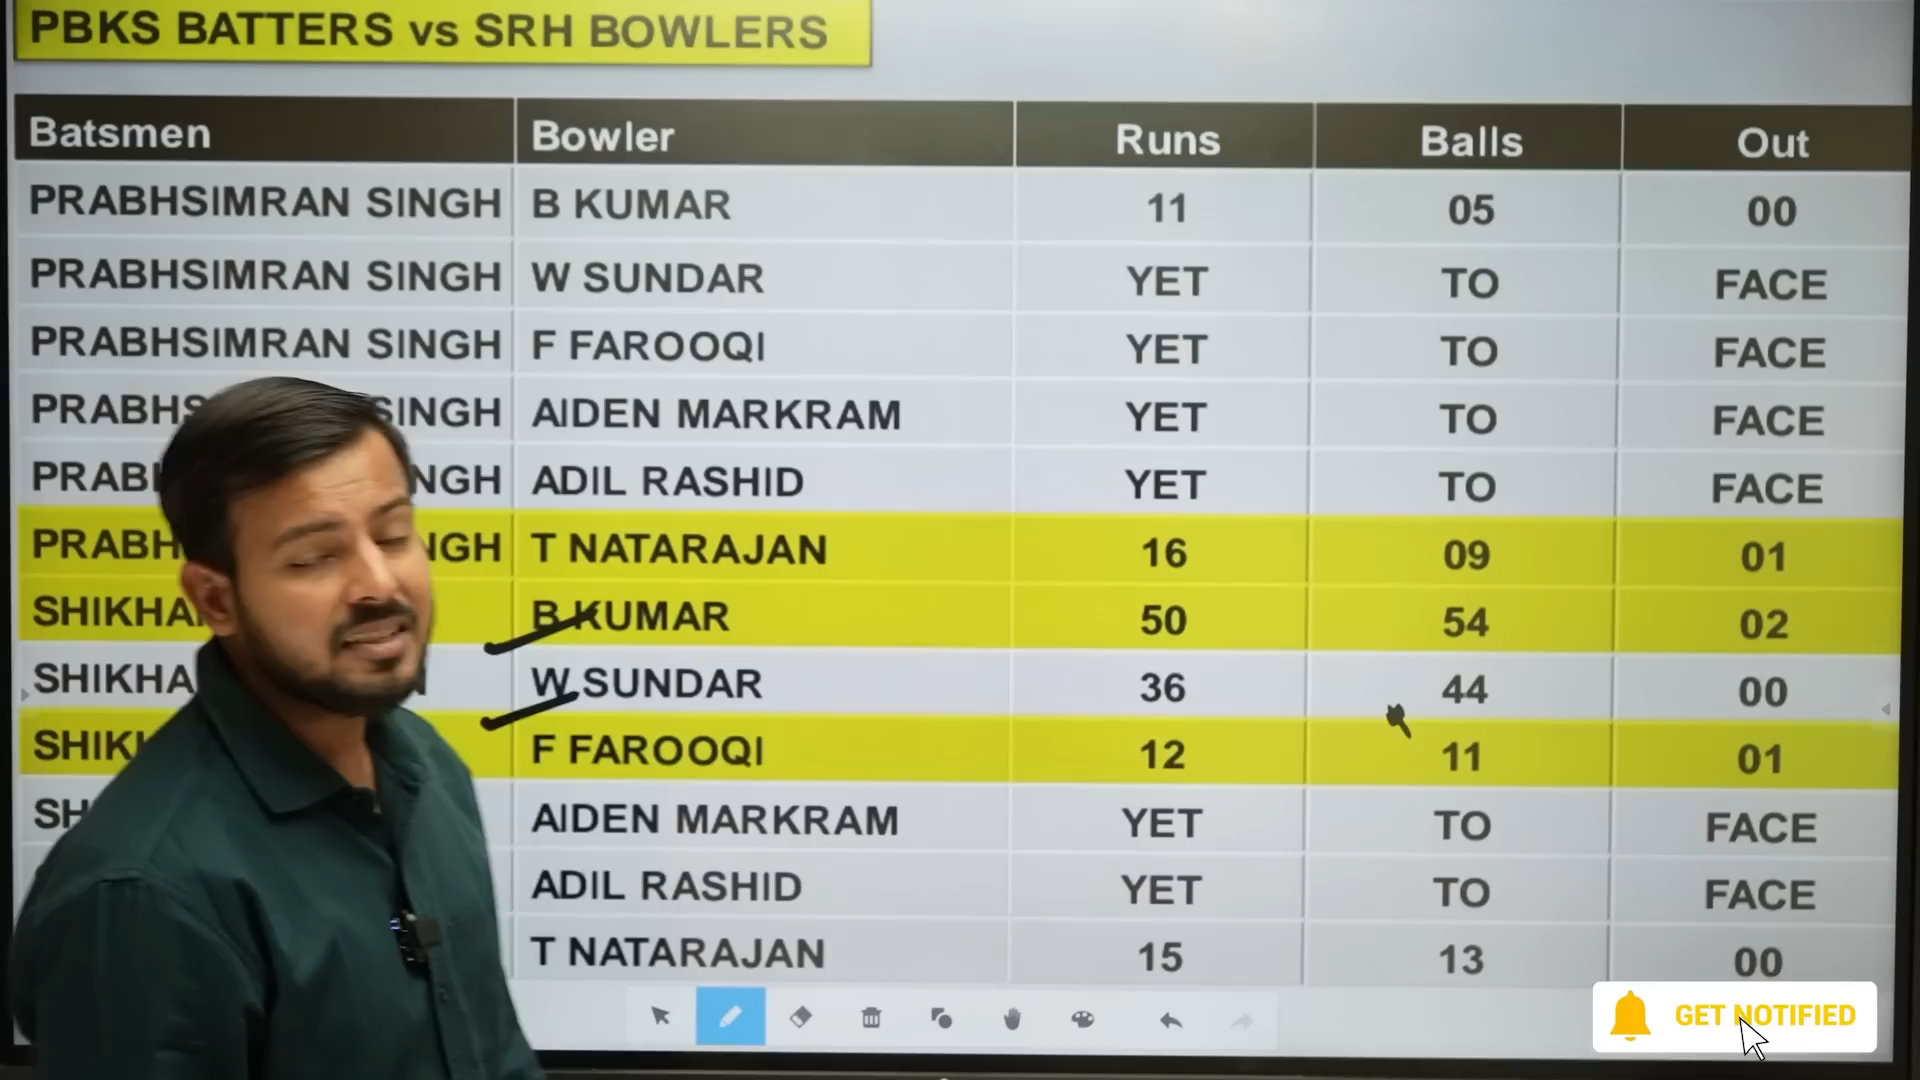 PBKS BATTERS vs SRH BOWLERS
Batsmen Bowler Runs Balls Out
PRABHSIMRAN SINGH B KUMAR 11 05 00
PRABHSIMRAN SINGH W SUNDAR YET TO FACE
PRABHSIMRAN SINGH F FAROOQI YET TO FACE
PRABHS SINGH AIDEN MARKRAM YET TO FACE
PRAB NGH ADIL RASHID YET TO FACE
PRABH NGH T NATARAJAN 16 09 01
SHIKHA B KUMAR 50 54 02
SHIKHA W SUNDAR 36 44 00
SHIK F FAROOQI 12 11 01
SH AIDEN MARKRAM YET TO FACE
ADIL RASHID YET TO FACE
T NATARAJAN 15 13 00
GET NOTIFIED